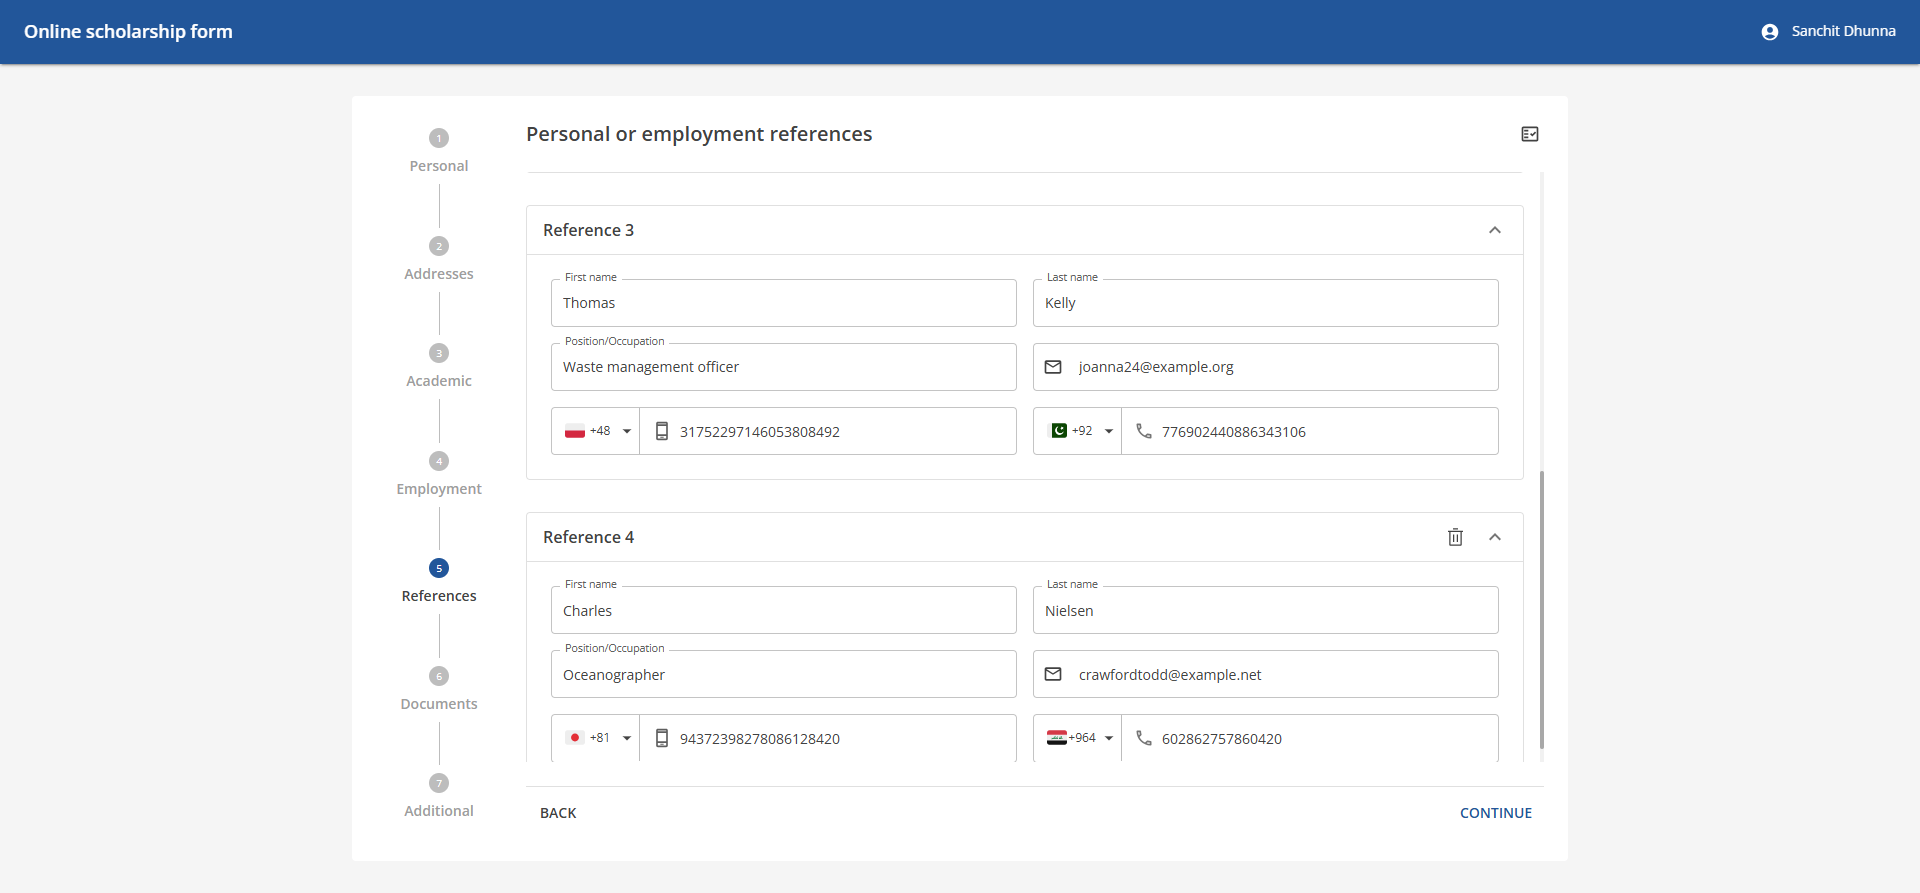 Online scholarship form
Sanchit Dhunna
1
Personal
2
Addresses
3
Academic
4
Employment
5
References
6
Documents
7
Additional
Personal or employment references
Reference 3
First name
Thomas
Last name
Kelly
Position/Occupation
Waste management officer
joanna24@example.org
+48
31752297146053808492
+92
776902440886343106
Reference 4
First name
Charles
Last name
Nielsen
Position/Occupation
Oceanographer
crawfordtodd@example.net
+81
94372398278086128420
+964
602862757860420
BACK
CONTINUE